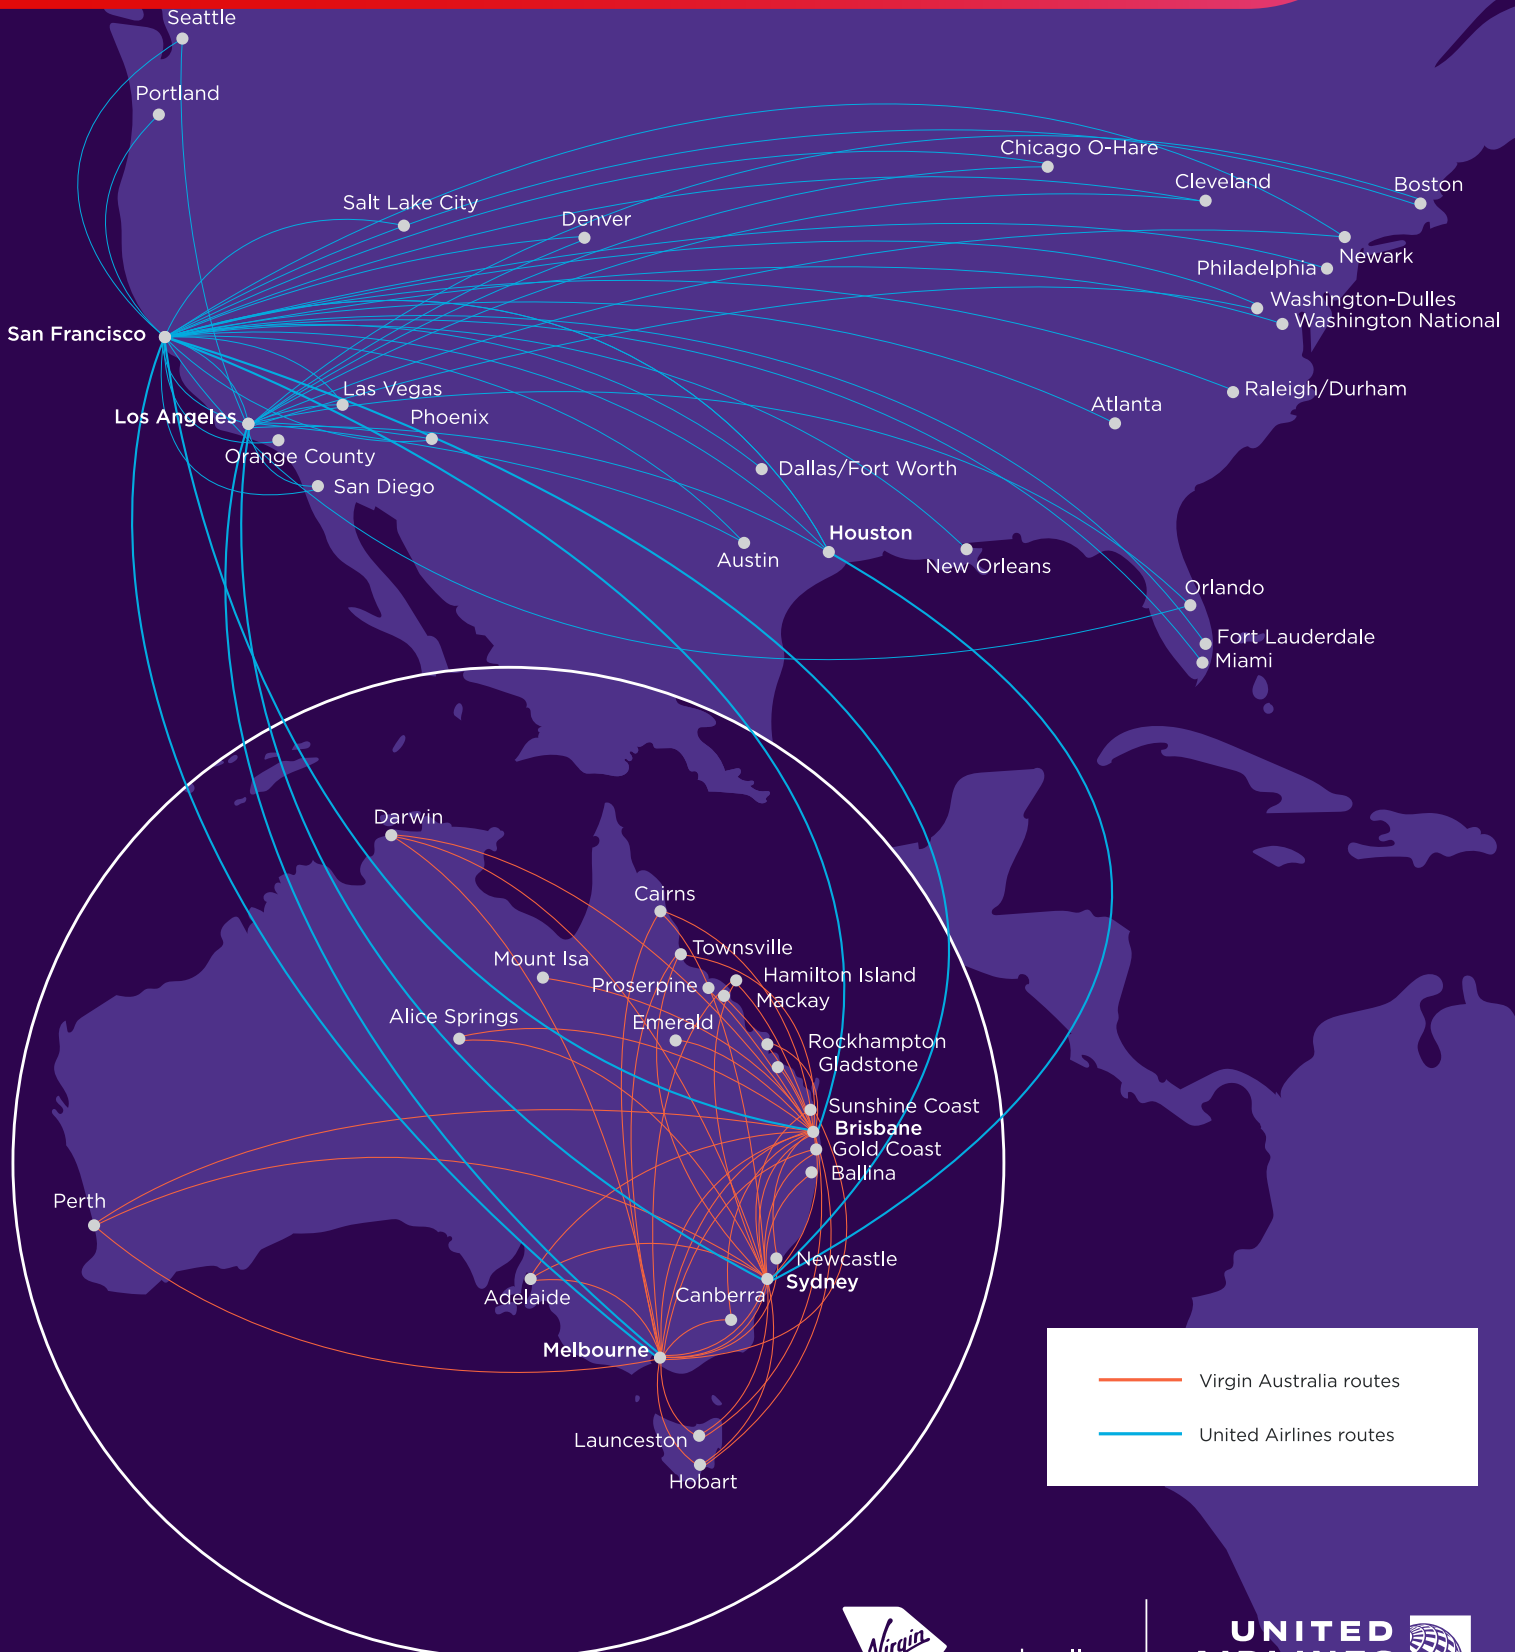 Seattle
Portland
Chicago O-Hare
Cleveland
Boston
Salt Lake City
Denver
Newark
Philadelphia
Washington-Dulles
Washington National
San Francisco
Las Vegas
Raleigh/Durham
Los Angeles
Phoenix
Atlanta
Orange County
Dallas/Fort Worth
San Diego
Houston
Austin
New Orleans
Orlando
Fort Lauderdale
Miami
Darwin
Cairns
Townsville
Mount Isa
Hamilton Island
Proserpine
Mackay
Alice Springs
Emerald
Rockhampton
Gladstone
Sunshine Coast
Brisbane
Gold Coast
Ballina
Perth
Newcastle
Sydney
Adelaide
Canberra
Melbourne
Virgin Australia routes
United Airlines routes
Launceston
Hobart
Virgin
UNITED